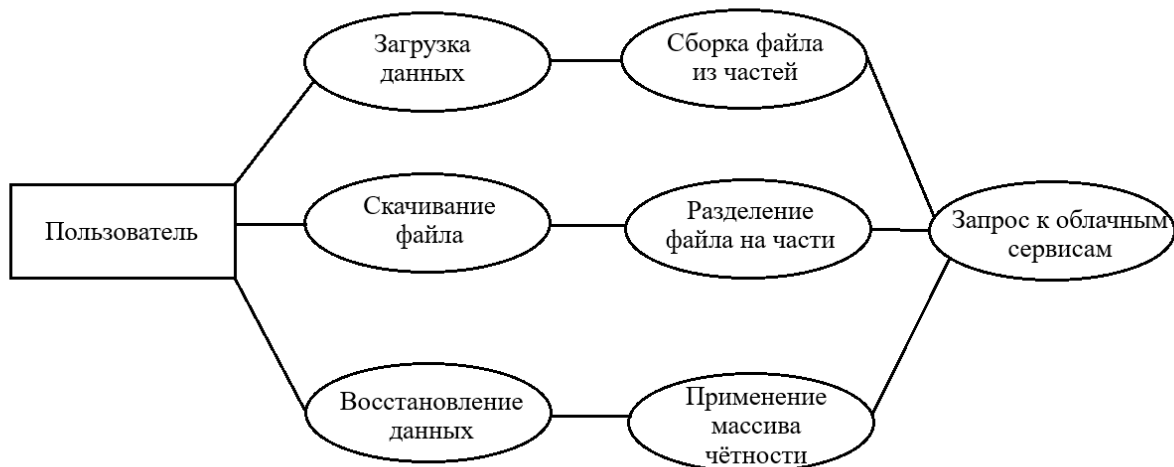 Загрузка
данных
Сборка файла
из частей
Пользователь
Скачивание
файла
Разделение
файла на части
Запрос к облачным
сервисам
Восстановление
данных
Применение
массива
чётности